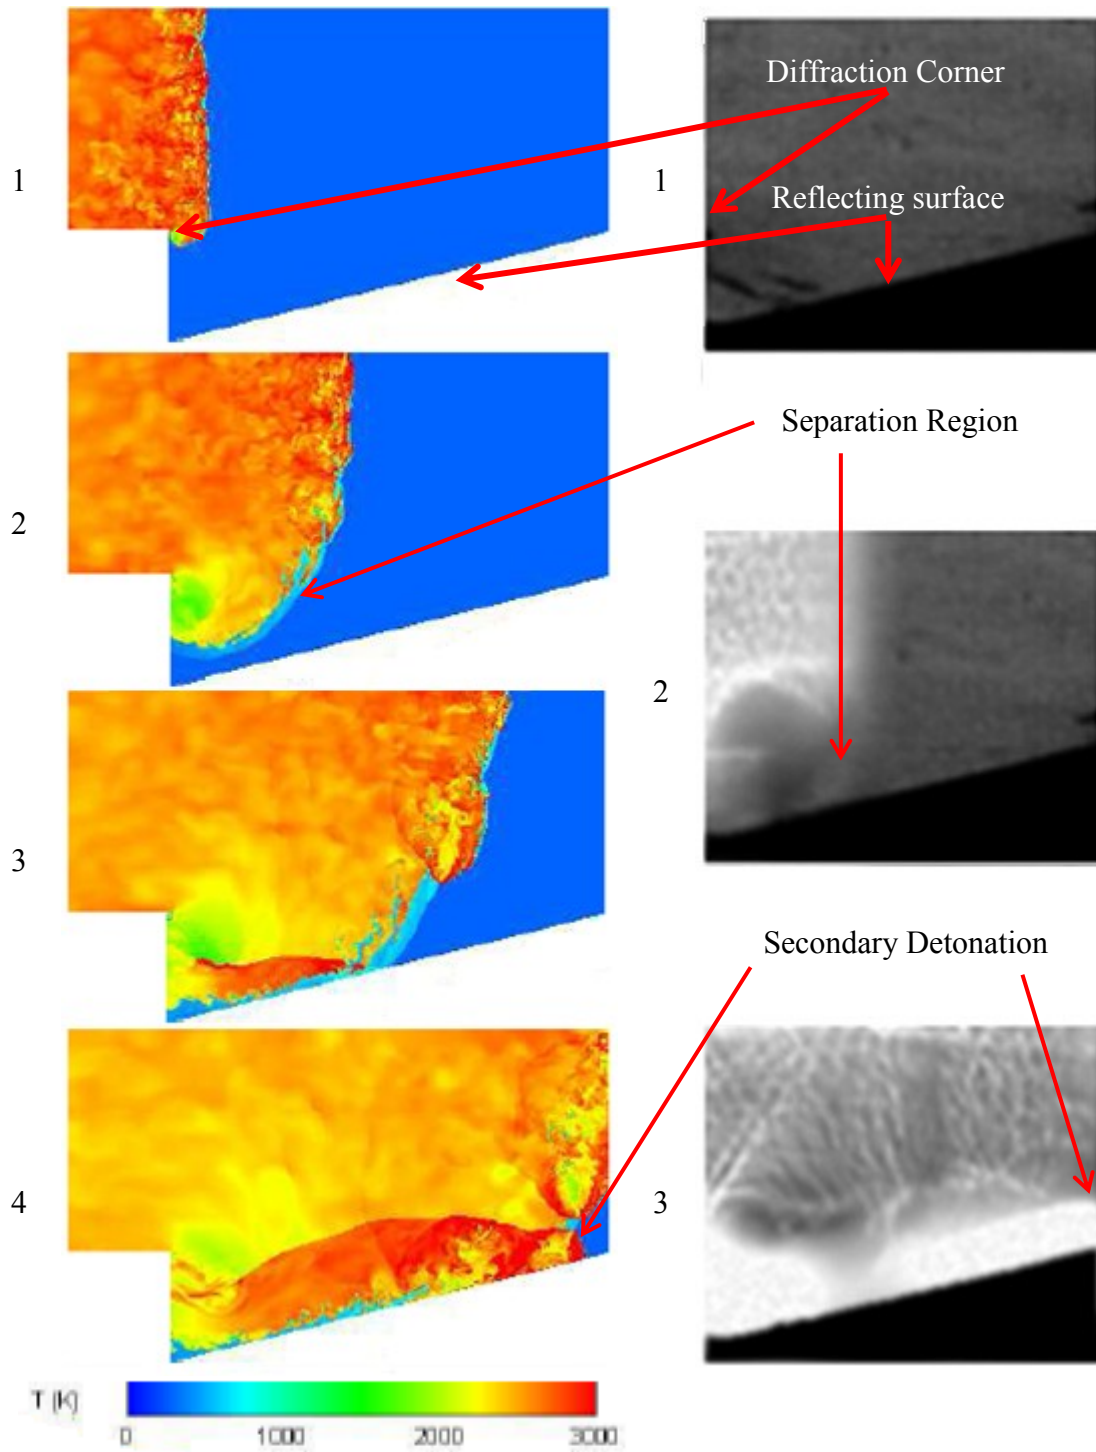 Diffraction Corner
1
1
Reflecting surface
Separation Region
2
2
3
Secondary Detonation
4
3
T [K]
0
1000
2000
3000